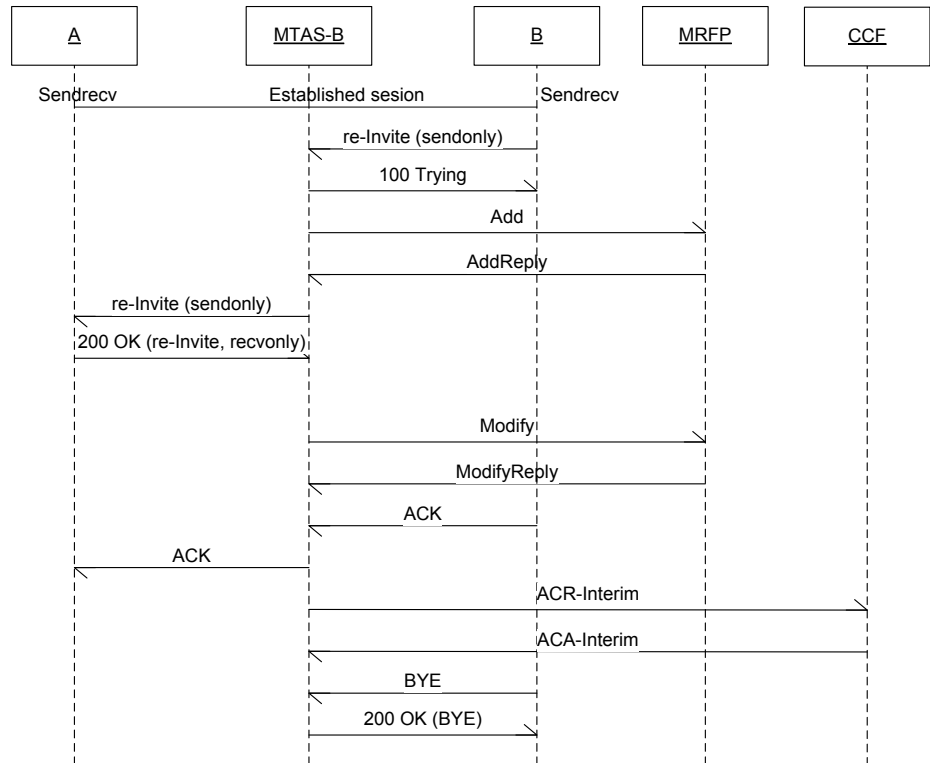 A
MTAS-B
B
MRFP
CCF
Sendrecv
Established sesion
Sendrecv
re-Invite (sendonly)
100 Trying
Add
AddReply
re-Invite (sendonly)
200 OK (re-Invite, recvonly)
Modify
ModifyReply
ACK
ACK
ACR-Interim
ACA-Interim
BYE
200 OK (BYE)